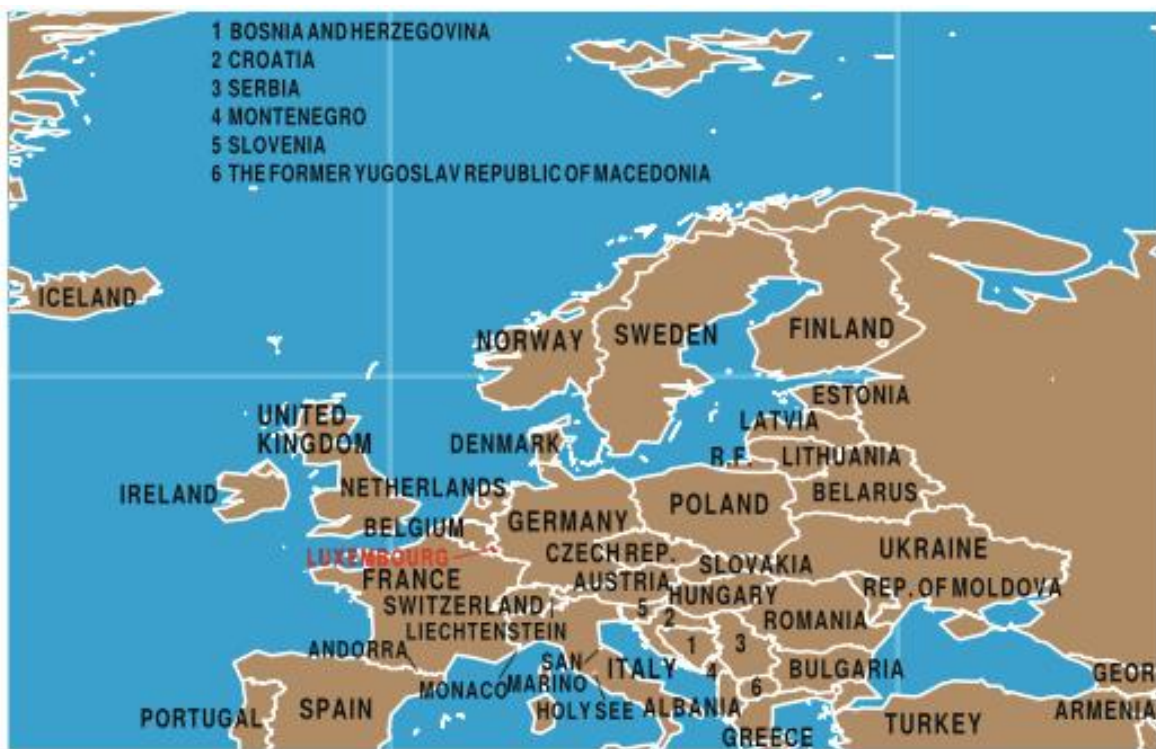 1 BOSNIA AND HERZEGOVINA
2 CROATIA
3 SERBIA
4 MONTENEGRO
5 SLOVENIA
6 THE FORMER YUGOSLAV REPUBLIC OF MACEDONIA
ICELAND
NORWAY
SWEDEN
FINLAND
ESTONIA
UNITED
KINGDOM
LATVIA
DENMARK
R.F.
LITHUANIA
IRELAND
NETHERLANDS
BELARUS
POLAND
GERMANY
BELGIUM
UKRAINE
LUXEMBOURG
CZECH REP.
SLOVAKIA
FRANCE
AUSTRIA
HUNGARY
REP. OF MOLDOVA
SWITZERLAND
5
2
ROMANIA
LIECHTENSTEIN
1
3
ANDORRA
SAN
MARINO
ITALY
4
BULGARIA
GEOR
MONACO
6
HOLY SEE
ALBANIA
ARMENIA
PORTUGAL
SPAIN
TURKEY
GREECE